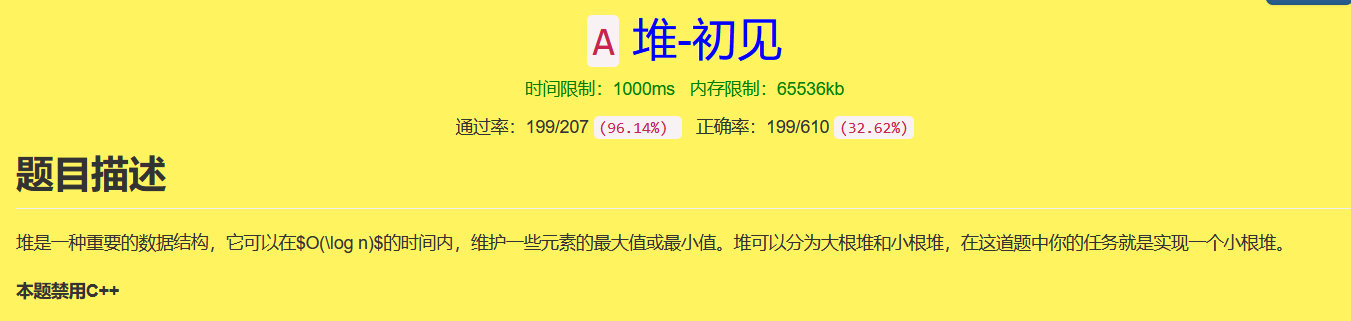 A 堆-初见
时间限制：1000ms 内存限制：65536kb
通过率：199/207 (96.14%) 正确率：199/610 (32.62%)
题目描述
堆是一种重要的数据结构，它可以在$O(\log n)$的时间内，维护一些元素的最大值或最小值。堆可以分为大根堆和小根堆，在这道题中你的任务就是实现一个小根堆。
本题禁用C++